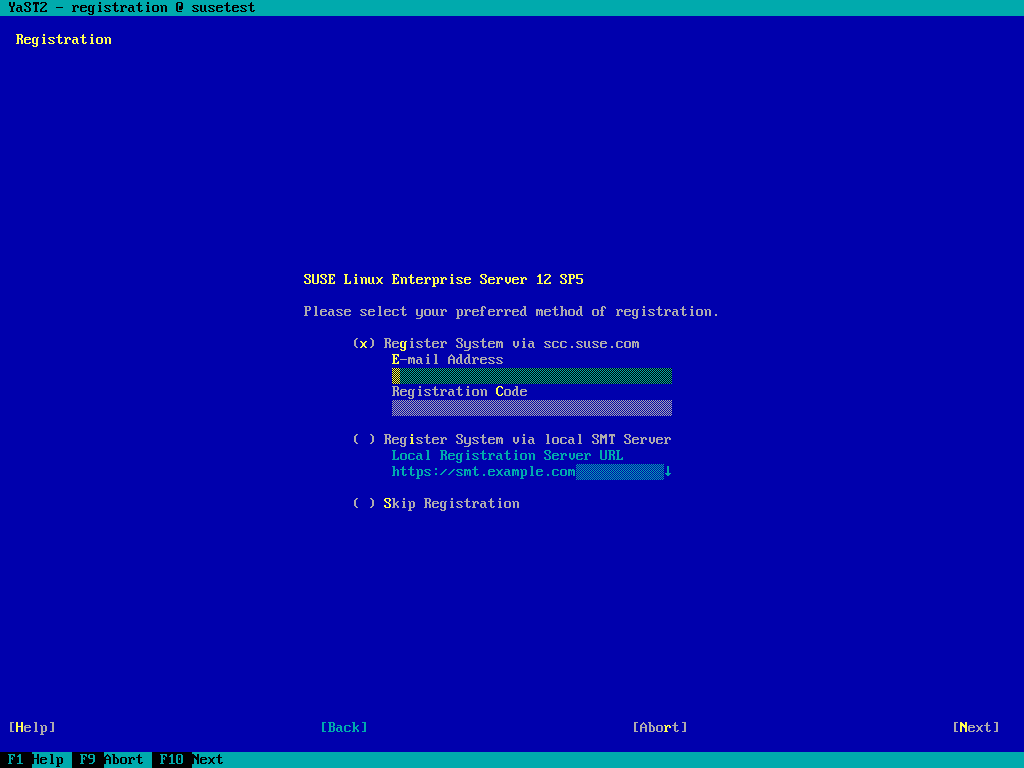 YaST2 - registration @ susetest
Registration
SUSE Linux Enterprise Server 12 SP5
Please select your preferred method of registration.
(x) Register System via scc.suse.com
E-mail Address
Registration Code
( ) Register System via local SMT Server
Local Registration Server URL
https://smt.example.com↓
( ) Skip Registration
[Help] [Back] [Abort] [Next]
F1 Help F9 Abort F10 Next